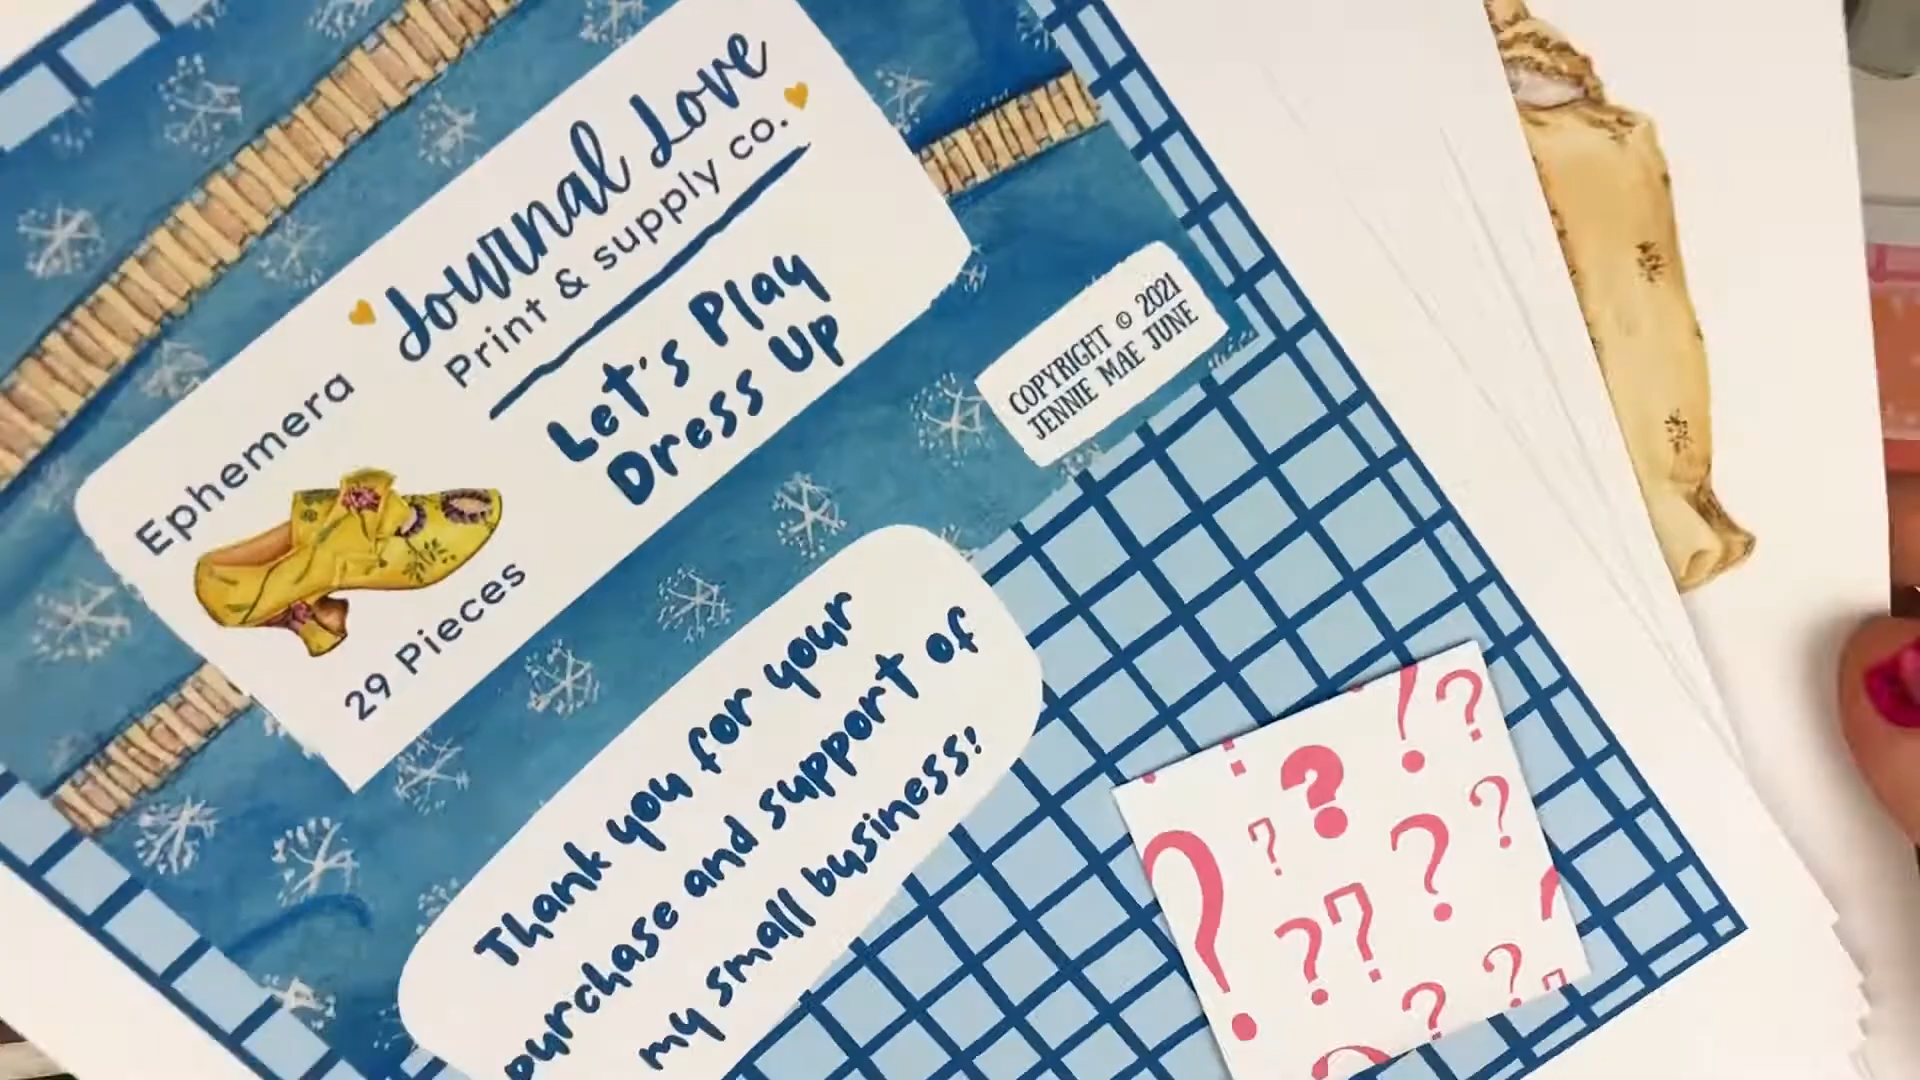 Journal Love
Print & supply co.
Let's Play
Dress Up
Ephemera
29 Pieces
COPYRIGHT © 2021
JENNIE MAE JUNE
Thank you for your
purchase and support of
my small business!
? ? ? ? ? ? ? ? ? ? ? ?